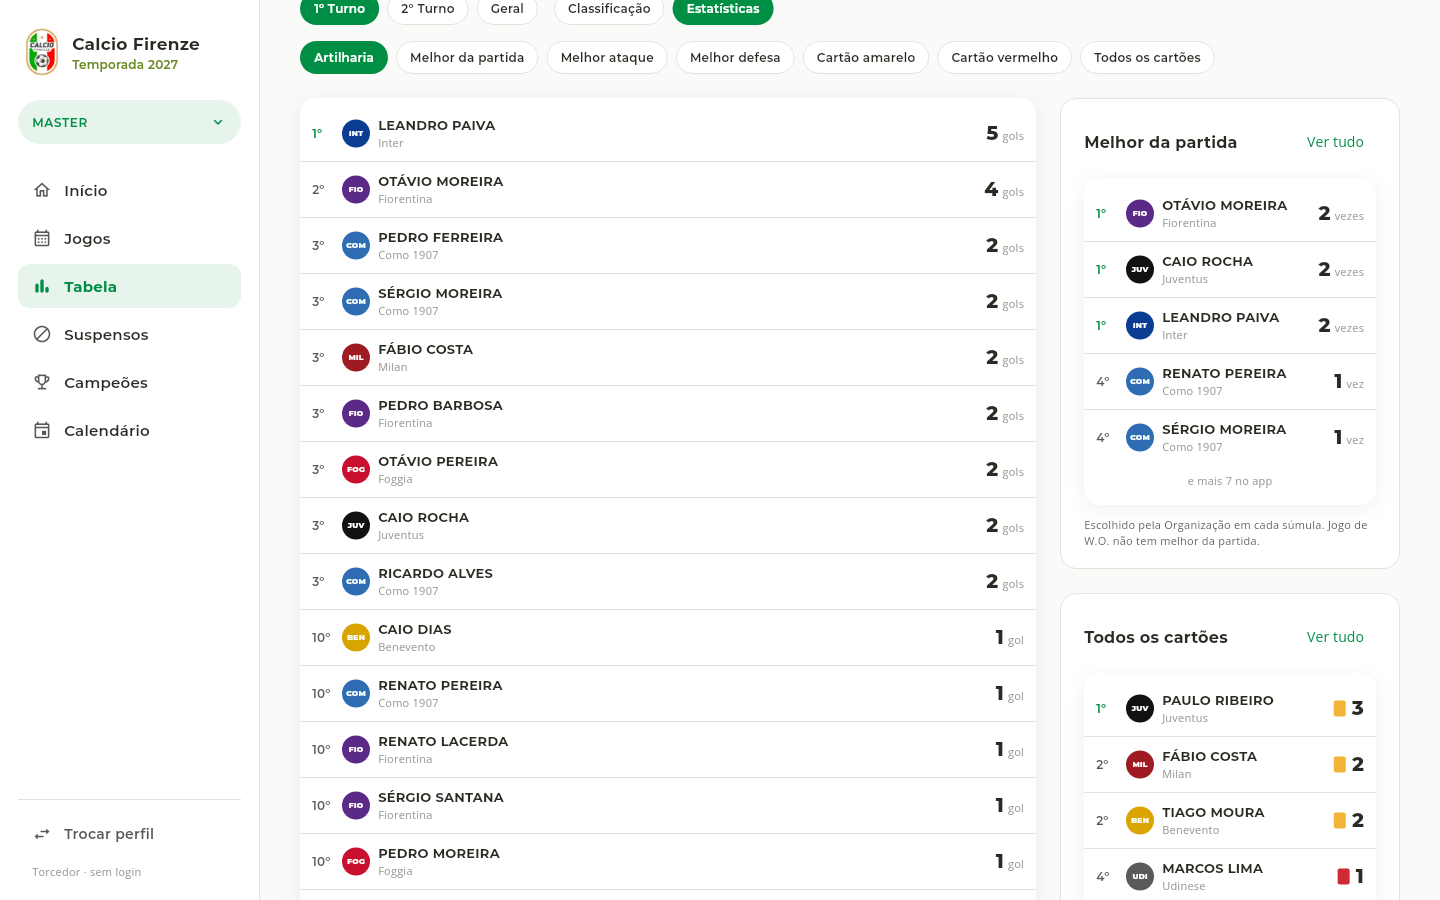 CALCIO
FIRENZE
Calcio Firenze
Temporada 2027
MASTER
Início
Jogos
Tabela
Suspensos
Campeões
Calendário
Trocar perfil
Torcedor · sem login
1º Turno
2º Turno
Geral
Classificação
Estatísticas
Artilharia
Melhor da partida
Melhor ataque
Melhor defesa
Cartão amarelo
Cartão vermelho
Todos os cartões
1º INT LEANDRO PAIVA 5 gols
Inter
2º FIO OTÁVIO MOREIRA 4 gols
Fiorentina
3º COM PEDRO FERREIRA 2 gols
Como 1907
3º COM SÉRGIO MOREIRA 2 gols
Como 1907
3º MIL FÁBIO COSTA 2 gols
Milan
3º FIO PEDRO BARBOSA 2 gols
Fiorentina
3º FOG OTÁVIO PEREIRA 2 gols
Foggia
3º JUV CAIO ROCHA 2 gols
Juventus
3º COM RICARDO ALVES 2 gols
Como 1907
10º BEN CAIO DIAS 1 gol
Benevento
10º COM RENATO PEREIRA 1 gol
Como 1907
10º FIO RENATO LACERDA 1 gol
Fiorentina
10º FIO SÉRGIO SANTANA 1 gol
Fiorentina
10º FOG PEDRO MOREIRA 1 gol
Foggia
Melhor da partida
Ver tudo
1º FIO OTÁVIO MOREIRA 2 vezes
Fiorentina
1º JUV CAIO ROCHA 2 vezes
Juventus
1º INT LEANDRO PAIVA 2 vezes
Inter
4º COM RENATO PEREIRA 1 vez
Como 1907
4º COM SÉRGIO MOREIRA 1 vez
Como 1907
e mais 7 no app
Escolhido pela Organização em cada súmula. Jogo de
W.O. não tem melhor da partida.
Todos os cartões
Ver tudo
1º JUV PAULO RIBEIRO 3
Juventus
2º MIL FÁBIO COSTA 2
Milan
2º BEN TIAGO MOURA 2
Benevento
4º UDI MARCOS LIMA 1
Udinese